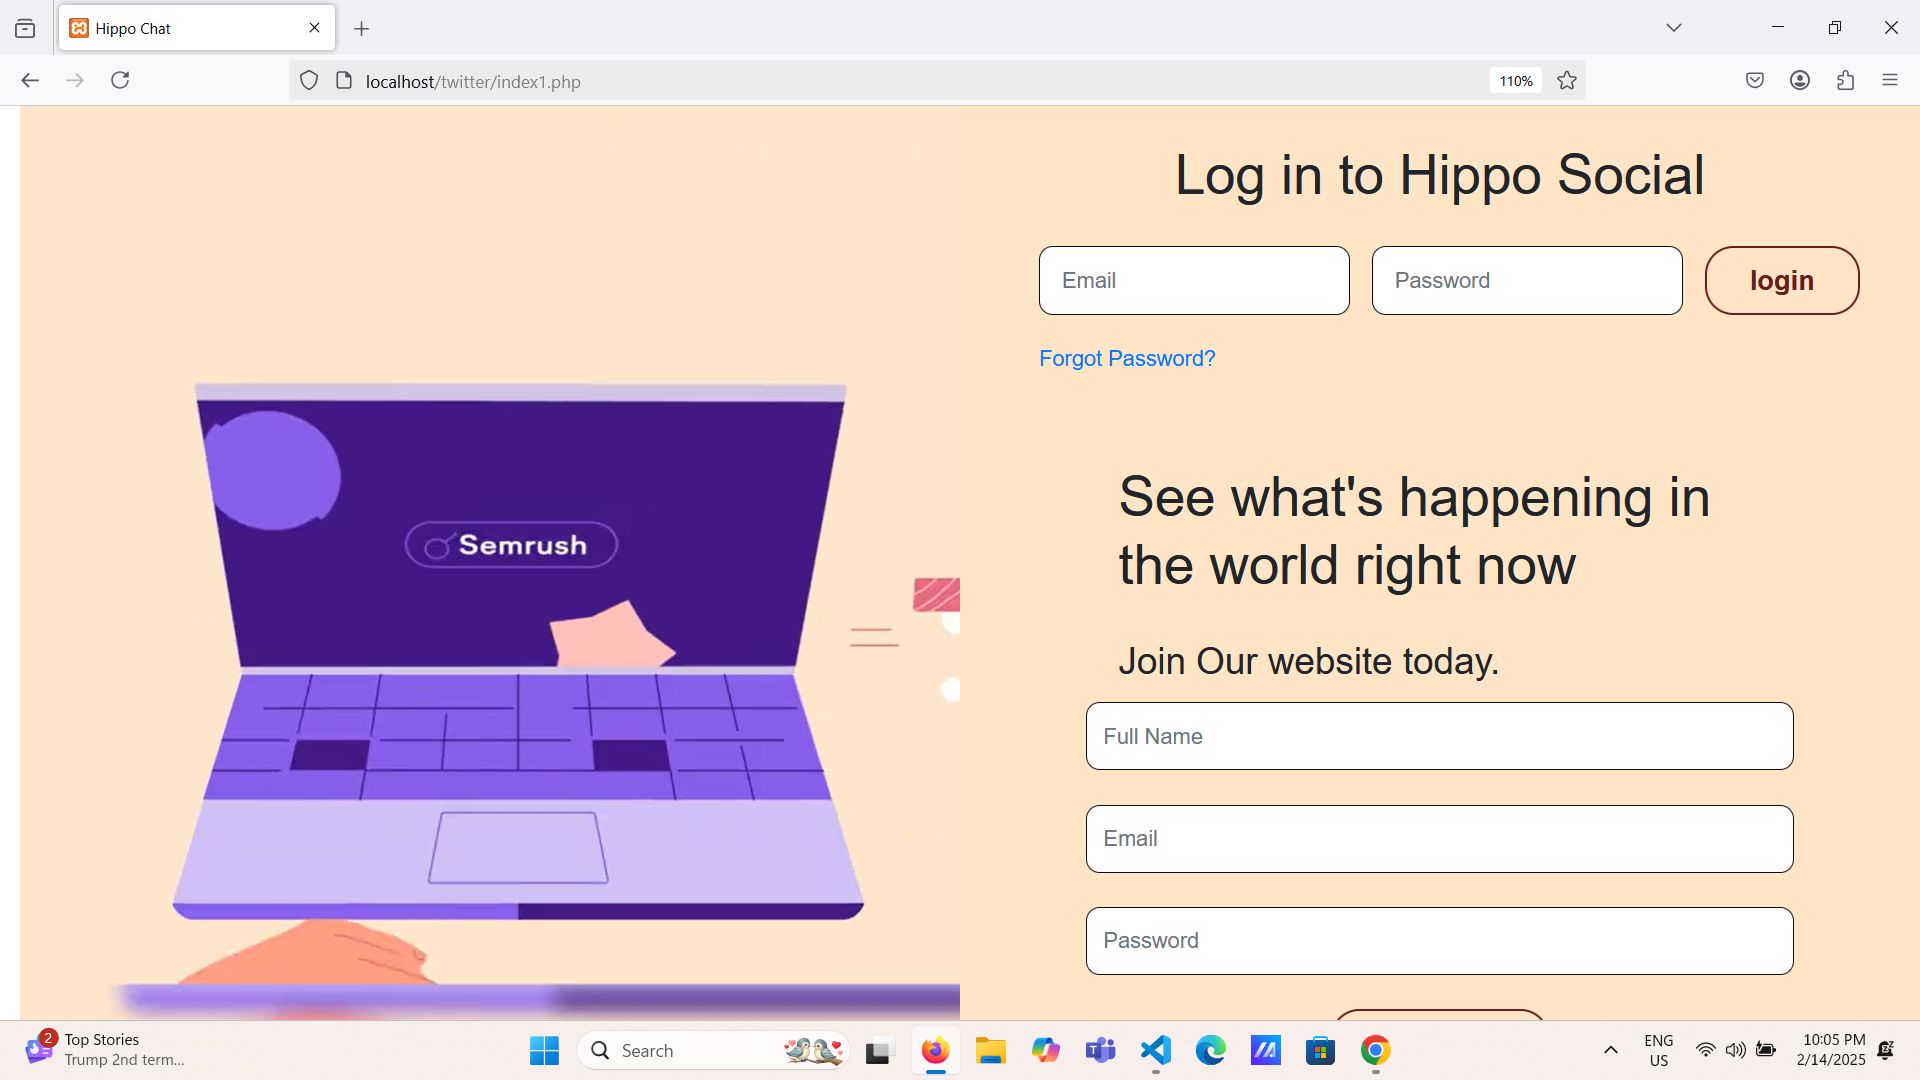 Hippo Chat
localhost/twitter/index1.php
110%
Log in to Hippo Social
Email
Password
login
Forgot Password?
Semrush
See what's happening in
the world right now
Join Our website today.
Full Name
Email
Password
2
Top Stories
Trump 2nd term...
Search
ENG
US
10:05 PM
2/14/2025